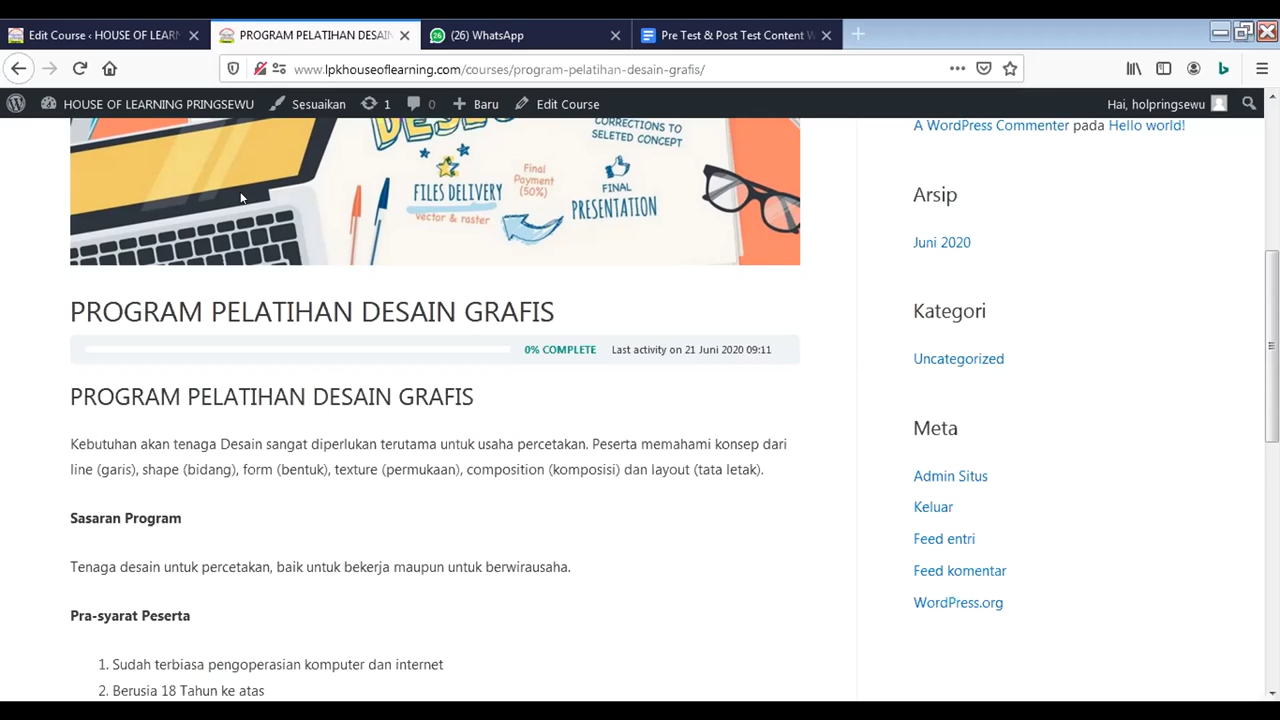 Edit Course ‹ HOUSE OF LEARN
PROGRAM PELATIHAN DESAIN
(26) WhatsApp
Pre Test & Post Test Content W
www.lpkhouseoflearning.com/courses/program-pelatihan-desain-grafis/
HOUSE OF LEARNING PRINGSEWU
Sesuaikan
1
0
Baru
Edit Course
Hai, holpringsewu
CORRECTIONS TO
SELETED CONCEPT
Final
Payment
(50%)
FILES DELIVERY
vector & raster
FINAL
PRESENTATION
PROGRAM PELATIHAN DESAIN GRAFIS
0% COMPLETE
Last activity on 21 Juni 2020 09:11
PROGRAM PELATIHAN DESAIN GRAFIS
Kebutuhan akan tenaga Desain sangat diperlukan terutama untuk usaha percetakan. Peserta memahami konsep dari
line (garis), shape (bidang), form (bentuk), texture (permukaan), composition (komposisi) dan layout (tata letak).
Sasaran Program
Tenaga desain untuk percetakan, baik untuk bekerja maupun untuk berwirausaha.
Pra-syarat Peserta
1. Sudah terbiasa pengoperasian komputer dan internet
2. Berusia 18 Tahun ke atas
A WordPress Commenter pada Hello world!
Arsip
Juni 2020
Kategori
Uncategorized
Meta
Admin Situs
Keluar
Feed entri
Feed komentar
WordPress.org